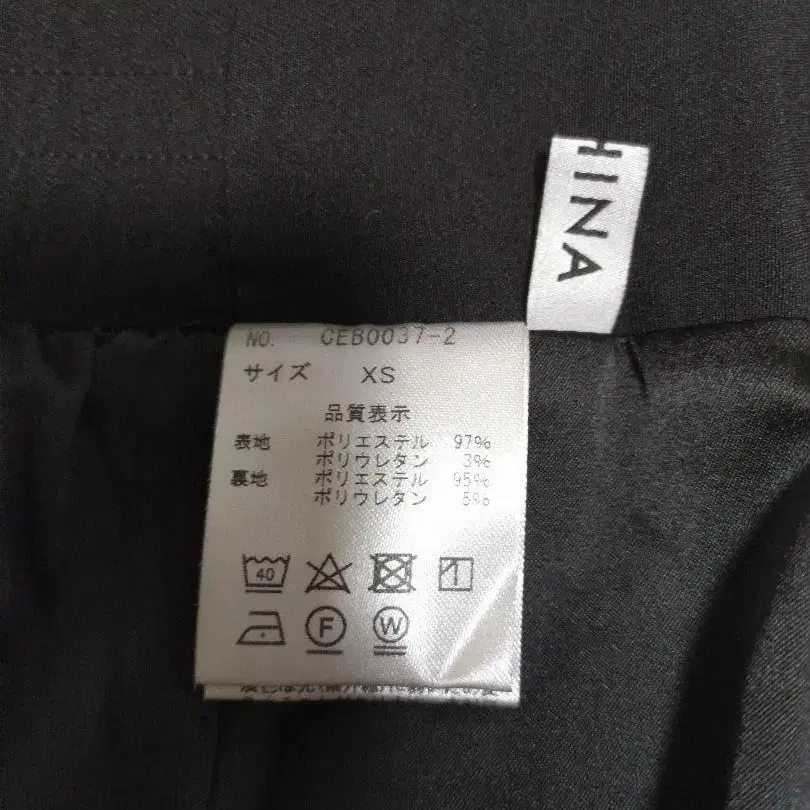 HINA
NO. CEB0037-2
サイズ XS
品質表示
表地 ポリエステル 97%
ポリウレタン 3%
裏地 ポリエステル 95%
ポリウレタン 5%
40
F W